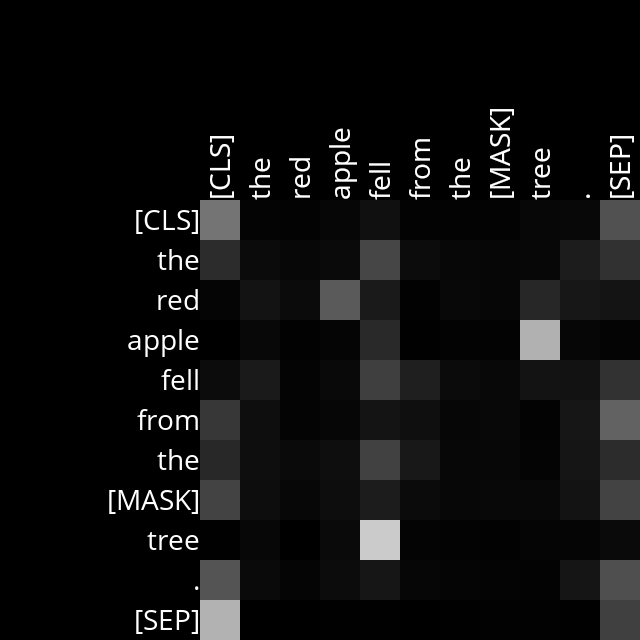 [CLS] the red apple fell from the [MASK] tree . [SEP]
[CLS]
the
red
apple
fell
from
the
[MASK]
tree
.
[SEP]